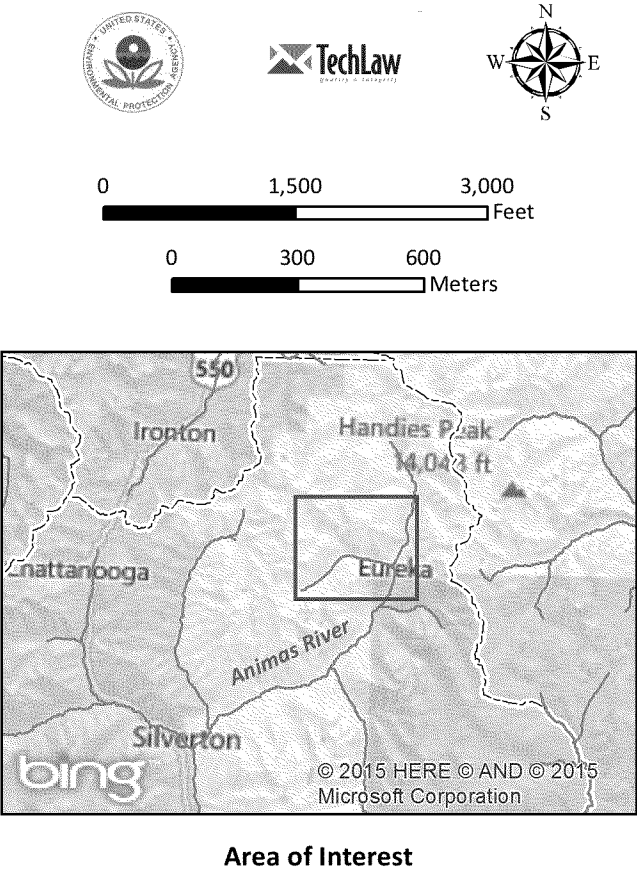 UNITED STATES
ENVIRONMENTAL PROTECTION AGENCY
TechLaw
Quality & Integrity
N
W E
S
0 1,500 3,000
Feet
0 300 600
Meters
550
Ironton
Handies Peak
14,048 ft
Chattanooga
Eureka
Animas River
Silverton
bing
© 2015 HERE © AND © 2015
Microsoft Corporation
Area of Interest